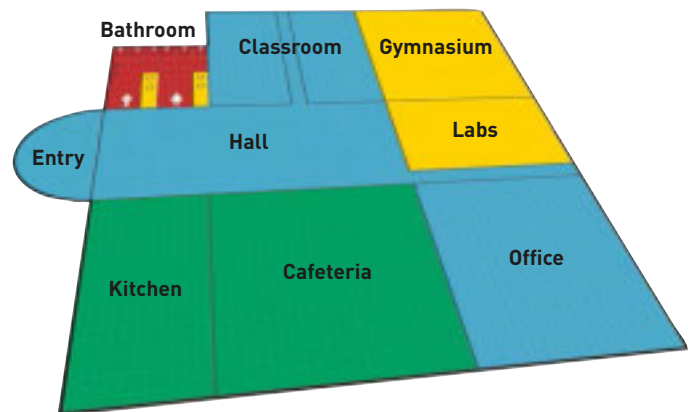 Bathroom
Classroom
Gymnasium
Entry
Hall
Labs
Kitchen
Cafeteria
Office